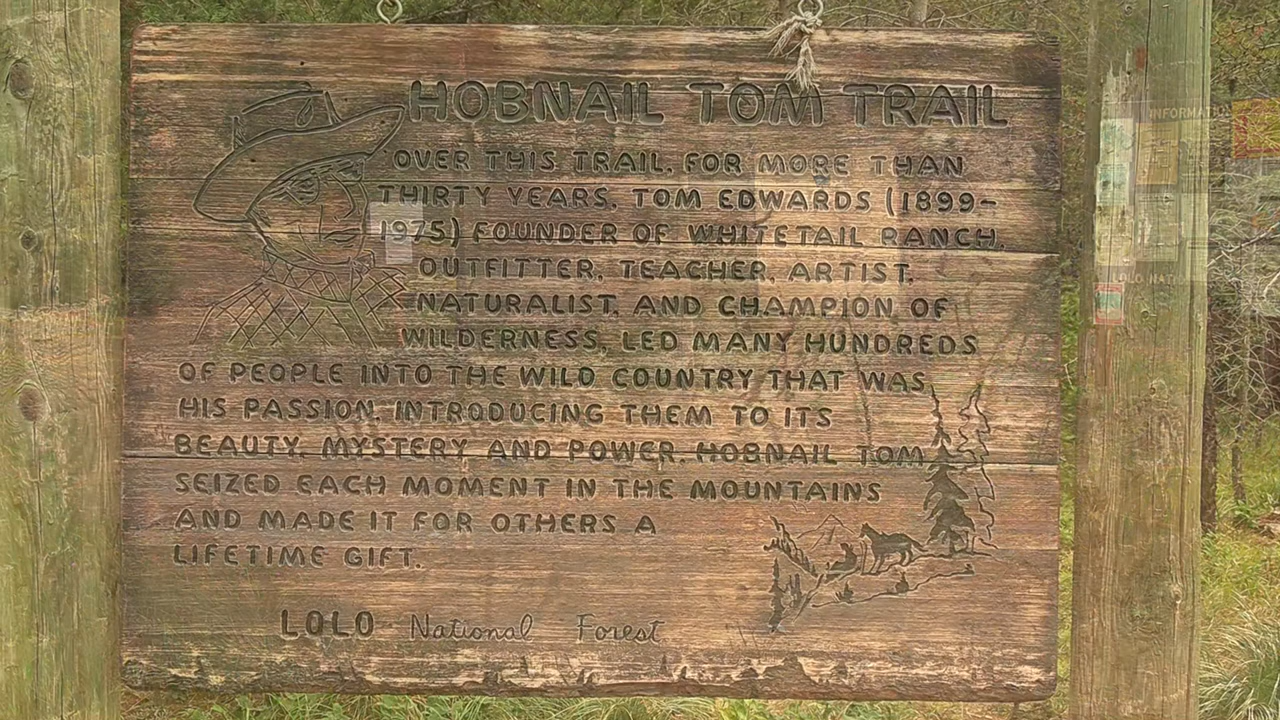 HOBNAIL TOM TRAIL
OVER THIS TRAIL, FOR MORE THAN
THIRTY YEARS, TOM EDWARDS (1899-
1975) FOUNDER OF WHITETAIL RANCH,
OUTFITTER, TEACHER, ARTIST,
NATURALIST, AND CHAMPION OF
WILDERNESS, LED MANY HUNDREDS
OF PEOPLE INTO THE WILD COUNTRY THAT WAS
HIS PASSION, INTRODUCING THEM TO ITS
BEAUTY, MYSTERY AND POWER. HOBNAIL TOM
SEIZED EACH MOMENT IN THE MOUNTAINS
AND MADE IT FOR OTHERS A
LIFETIME GIFT.
LOLO National Forest